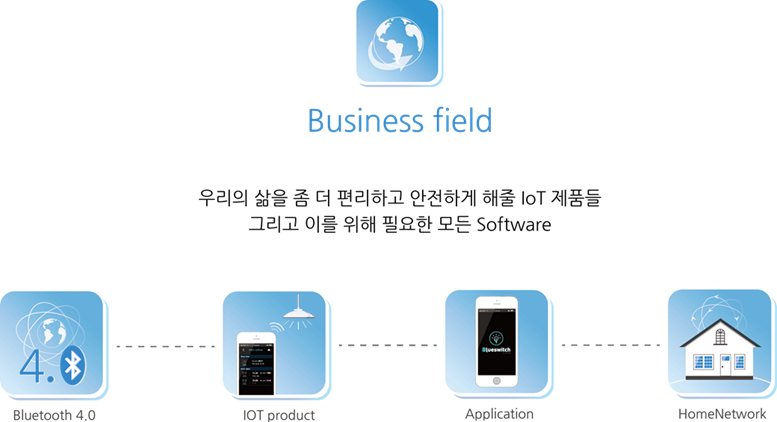 Business field
우리의 삶을 좀 더 편리하고 안전하게 해줄 IoT 제품들
그리고 이를 위해 필요한 모든 Software
4.
Blueswitch
Bluetooth 4.0
IOT product
Application
HomeNetwork